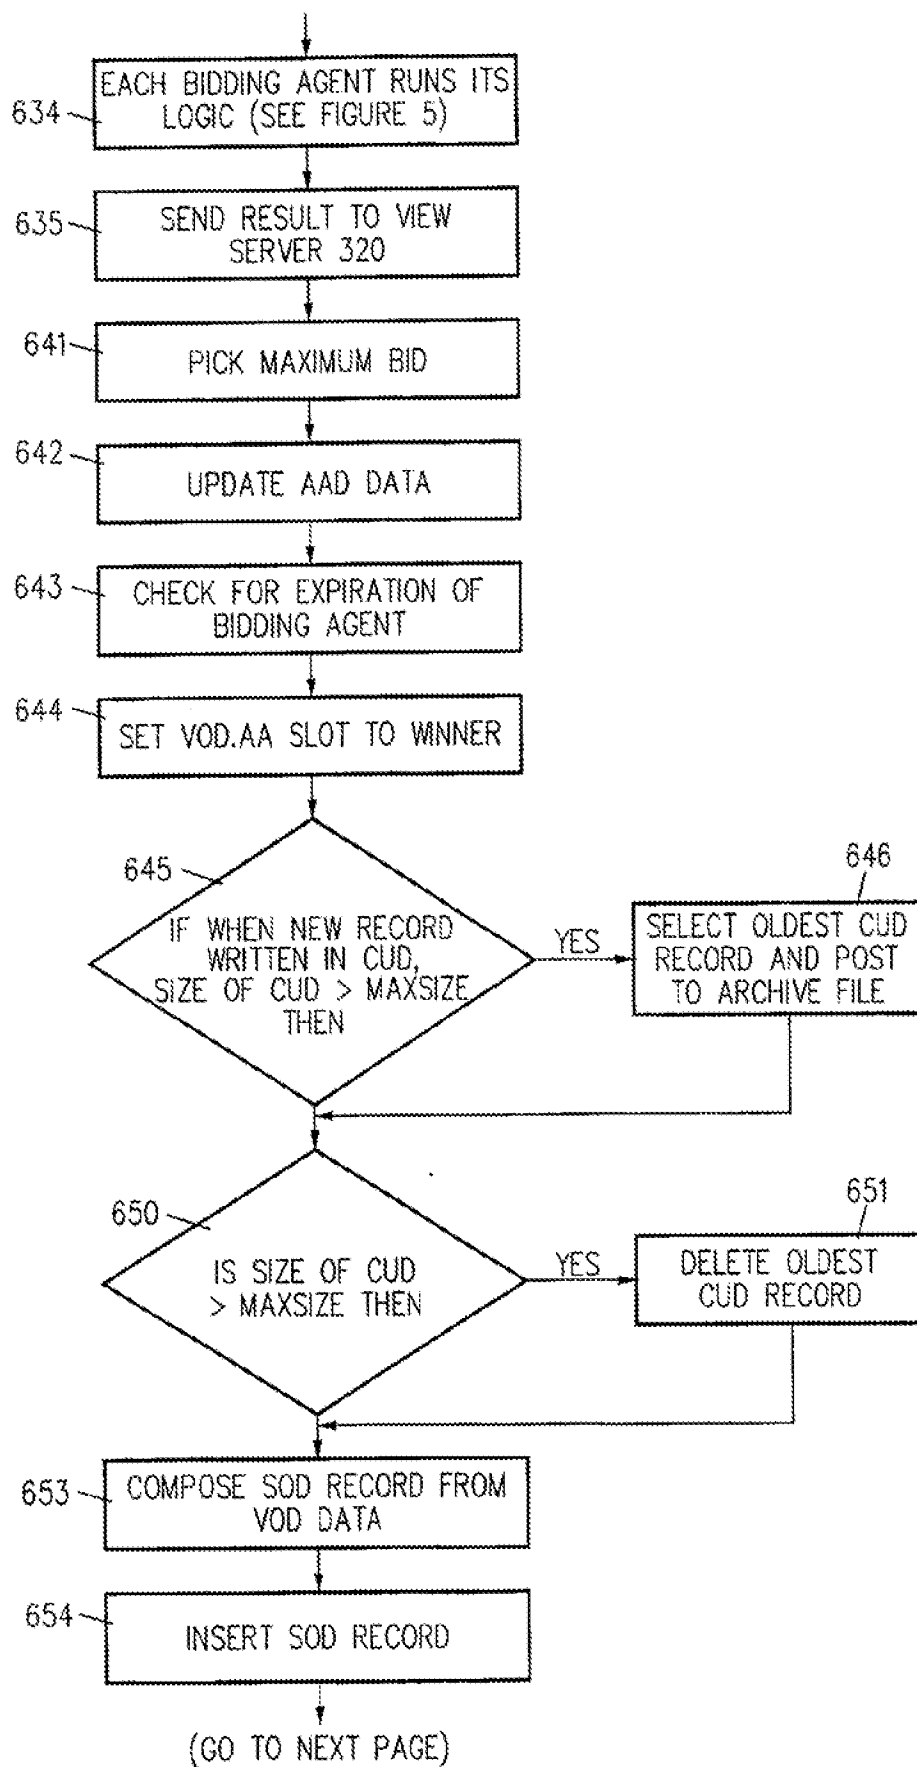 634
EACH BIDDING AGENT RUNS ITS
LOGIC (SEE FIGURE 5)
635
SEND RESULT TO VIEW
SERVER 320
641
PICK MAXIMUM BID
642
UPDATE AAD DATA
643
CHECK FOR EXPIRATION OF
BIDDING AGENT
644
SET VOD.AA SLOT TO WINNER
645
IF WHEN NEW RECORD
WRITTEN IN CUD,
SIZE OF CUD > MAXSIZE
THEN
YES
646
SELECT OLDEST CUD
RECORD AND POST
TO ARCHIVE FILE
650
IS SIZE OF CUD
> MAXSIZE THEN
YES
651
DELETE OLDEST
CUD RECORD
653
COMPOSE SOD RECORD FROM
VOD DATA
654
INSERT SOD RECORD
(GO TO NEXT PAGE)